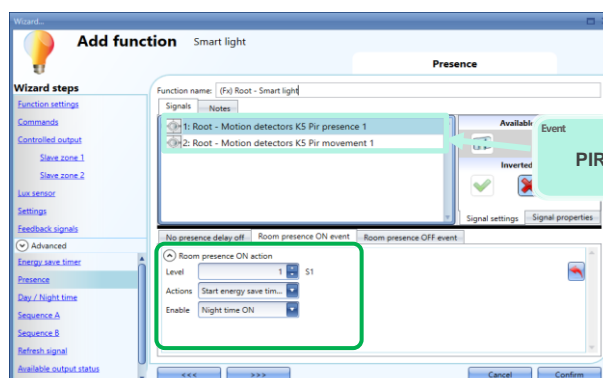 Wizard...
Add function Smart light
Presence
Wizard steps
Function name: (Fx) Root - Smart light
Function settings
Commands
Controlled output
Slave zone 1
Slave zone 2
Lux sensor
Settings
Feedback signals
Advanced
Energy save timer
Presence
Day / Night time
Sequence A
Sequence B
Refresh signal
Available output status
Signals Notes
1: Root - Motion detectors K5 Pir presence 1
2: Root - Motion detectors K5 Pir movement 1
Event
PIR
Inverted
Signal settings Signal properties
No presence delay off Room presence ON event Room presence OFF event
Room presence ON action
Level 1 S1
Actions Start energy save tim...
Enable Night time ON
<<< >>> Cancel Confirm